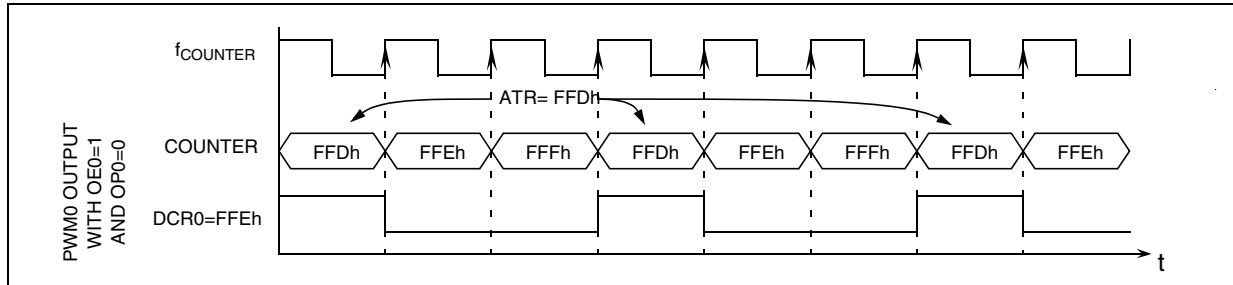 fCOUNTER
ATR= FFDh
COUNTER
FFDh FFEh FFFh FFDh FFEh FFFh FFDh FFEh
PWM0 OUTPUT
WITH OE0=1
AND OP0=0
DCR0=FFEh
t